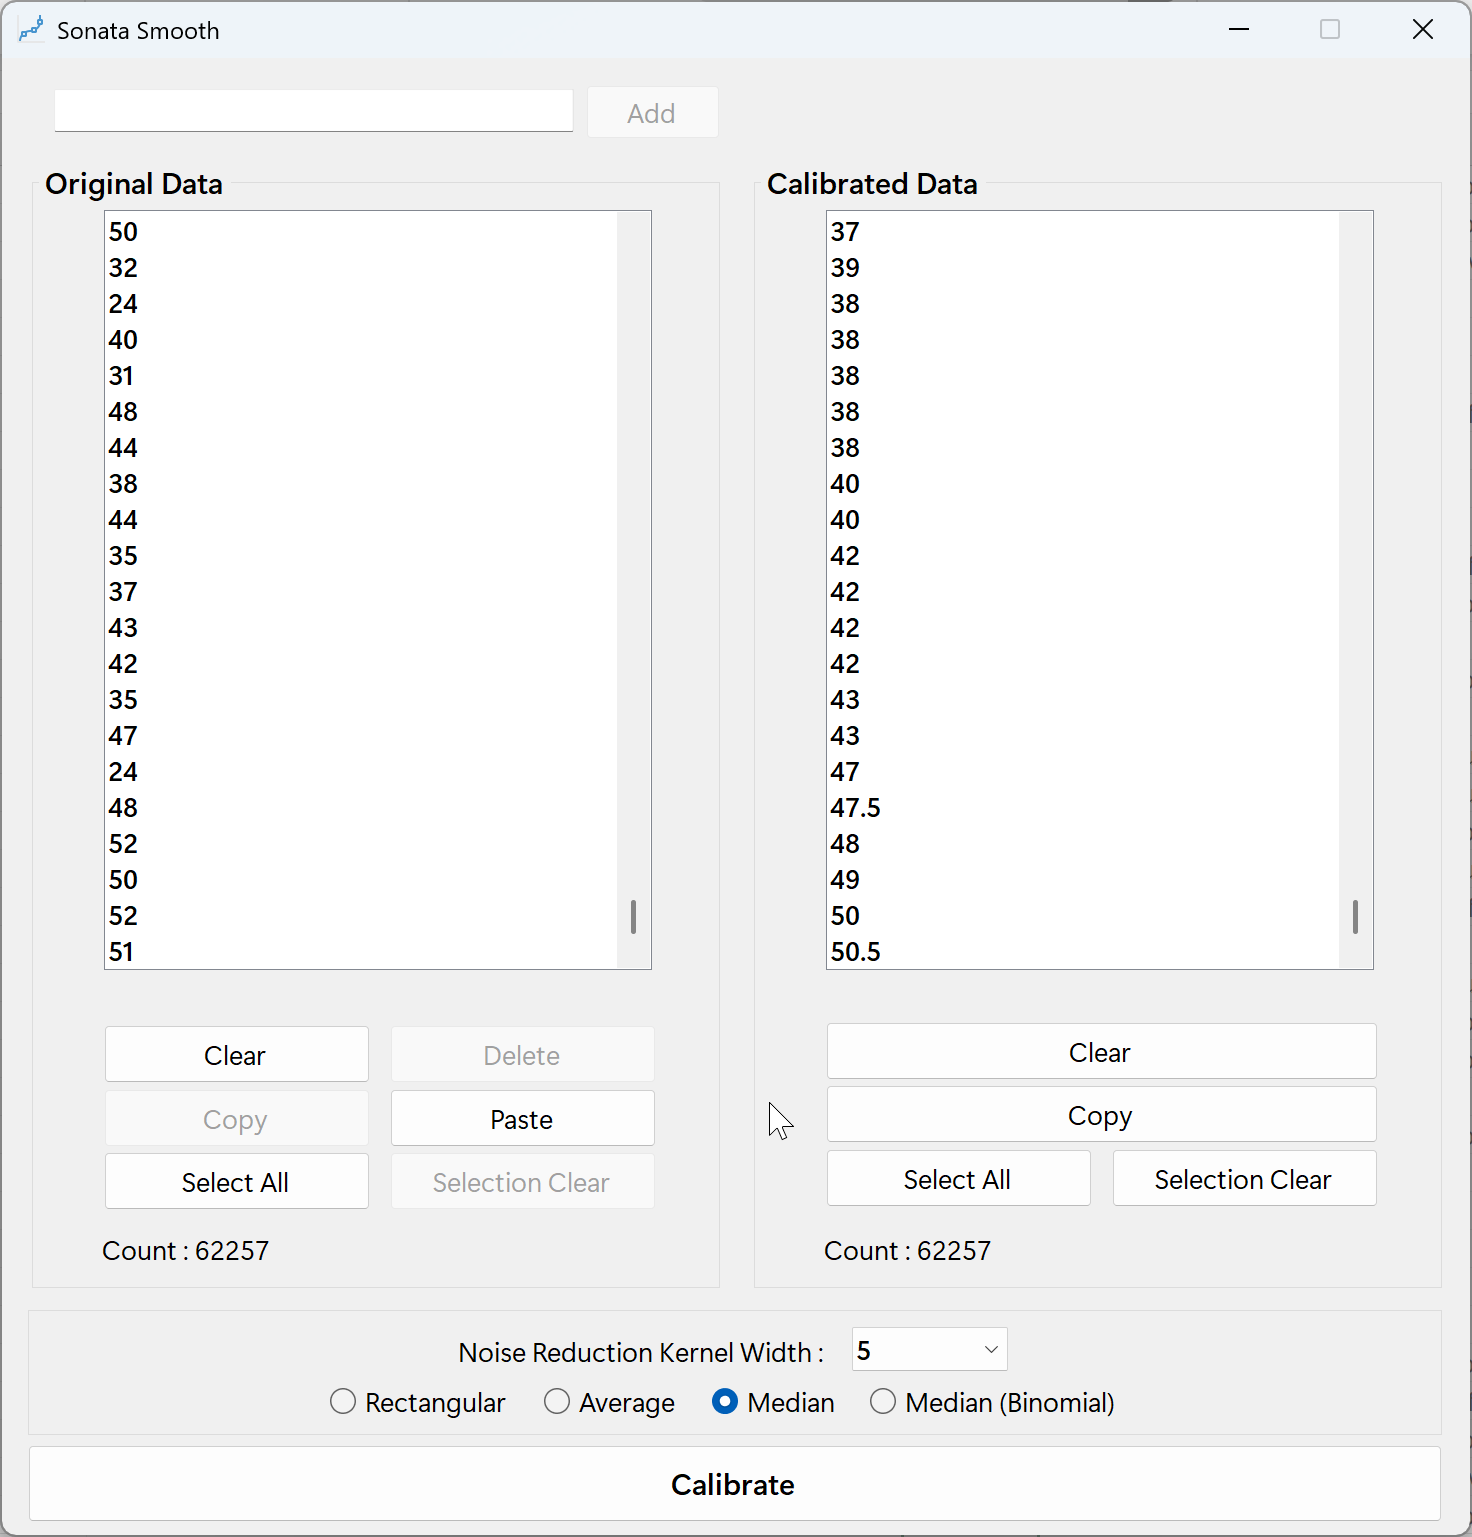 Sonata Smooth
Add
Original Data
50
32
24
40
31
48
44
38
44
35
37
43
42
35
47
24
48
52
50
52
51
Clear
Delete
Copy
Paste
Select All
Selection Clear
Count : 62257
Calibrated Data
37
39
38
38
38
38
38
40
40
42
42
42
42
43
43
47
47.5
48
49
50
50.5
Clear
Copy
Select All
Selection Clear
Count : 62257
Noise Reduction Kernel Width : 5
Rectangular Average Median Median (Binomial)
Calibrate